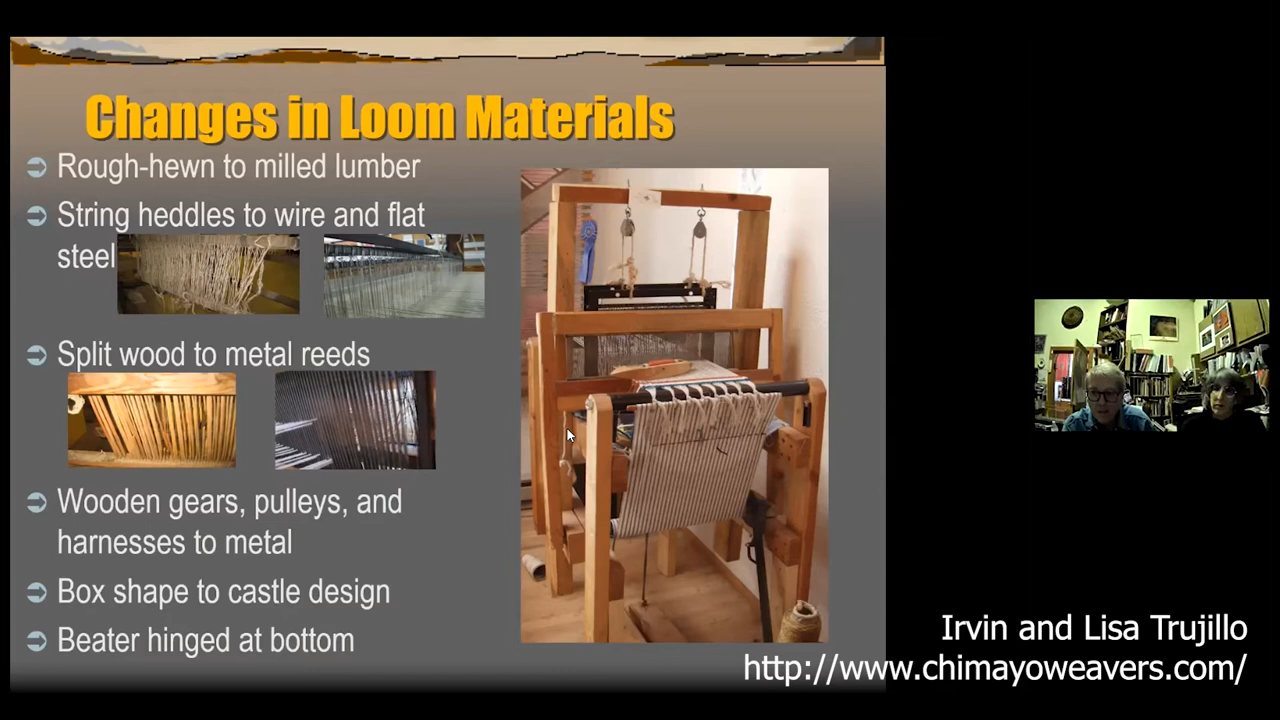 Changes in Loom Materials
Rough-hewn to milled lumber
String heddles to wire and flat
steel
Split wood to metal reeds
Wooden gears, pulleys, and
harnesses to metal
Box shape to castle design
Beater hinged at bottom
Irvin and Lisa Trujillo
http://www.chimayoweavers.com/